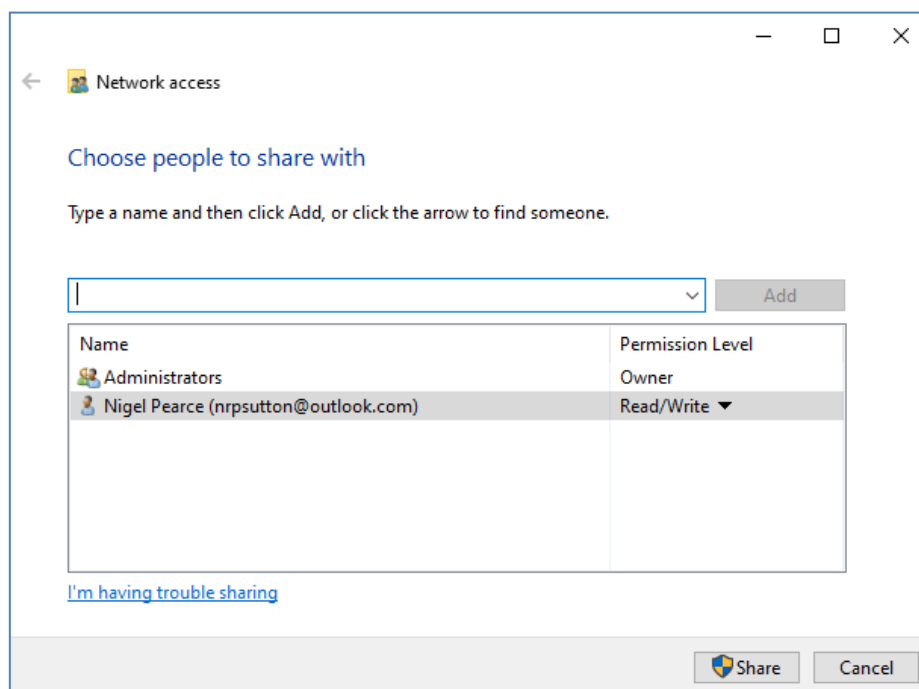 Network access
Choose people to share with
Type a name and then click Add, or click the arrow to find someone.
Add
Name Permission Level
Administrators Owner
Nigel Pearce (nrpsutton@outlook.com) Read/Write
I'm having trouble sharing
Share Cancel